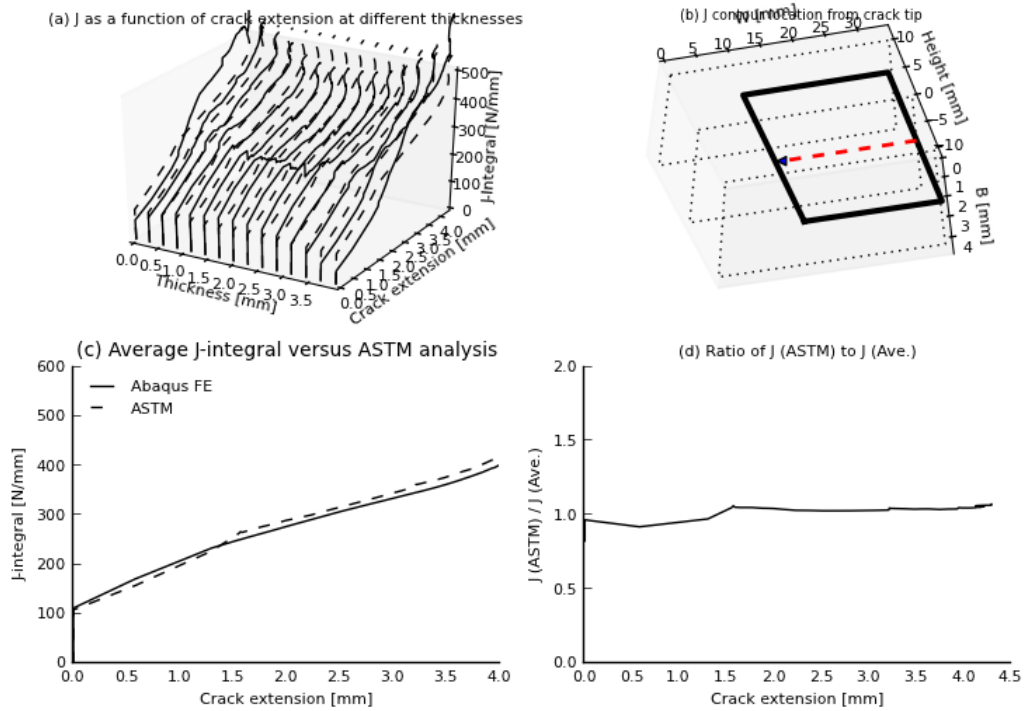 (a) J as a function of crack extension at different thicknesses
500
400
300
200
100
0
J-Integral [N/mm]
0.0 0.5 1.0 1.5 2.0 2.5 3.0 3.5
Thickness [mm]
0.0 0.5 1.0 1.5 2.0 2.5 3.0 3.5 4.0
Crack extension [mm]
(b) J contour location from crack tip
W [mm]
0 5 10 15 20 25 30
10
5
0
-5
10
Height [mm]
0
1
2
3
4
B [mm]
(c) Average J-integral versus ASTM analysis
Abaqus FE
ASTM
600
500
400
300
200
100
0
J-integral [N/mm]
0.0 0.5 1.0 1.5 2.0 2.5 3.0 3.5 4.0
Crack extension [mm]
(d) Ratio of J (ASTM) to J (Ave.)
2.0
1.5
1.0
0.5
0.0
J (ASTM) / J (Ave.)
0.0 0.5 1.0 1.5 2.0 2.5 3.0 3.5 4.0 4.5
Crack extension [mm]